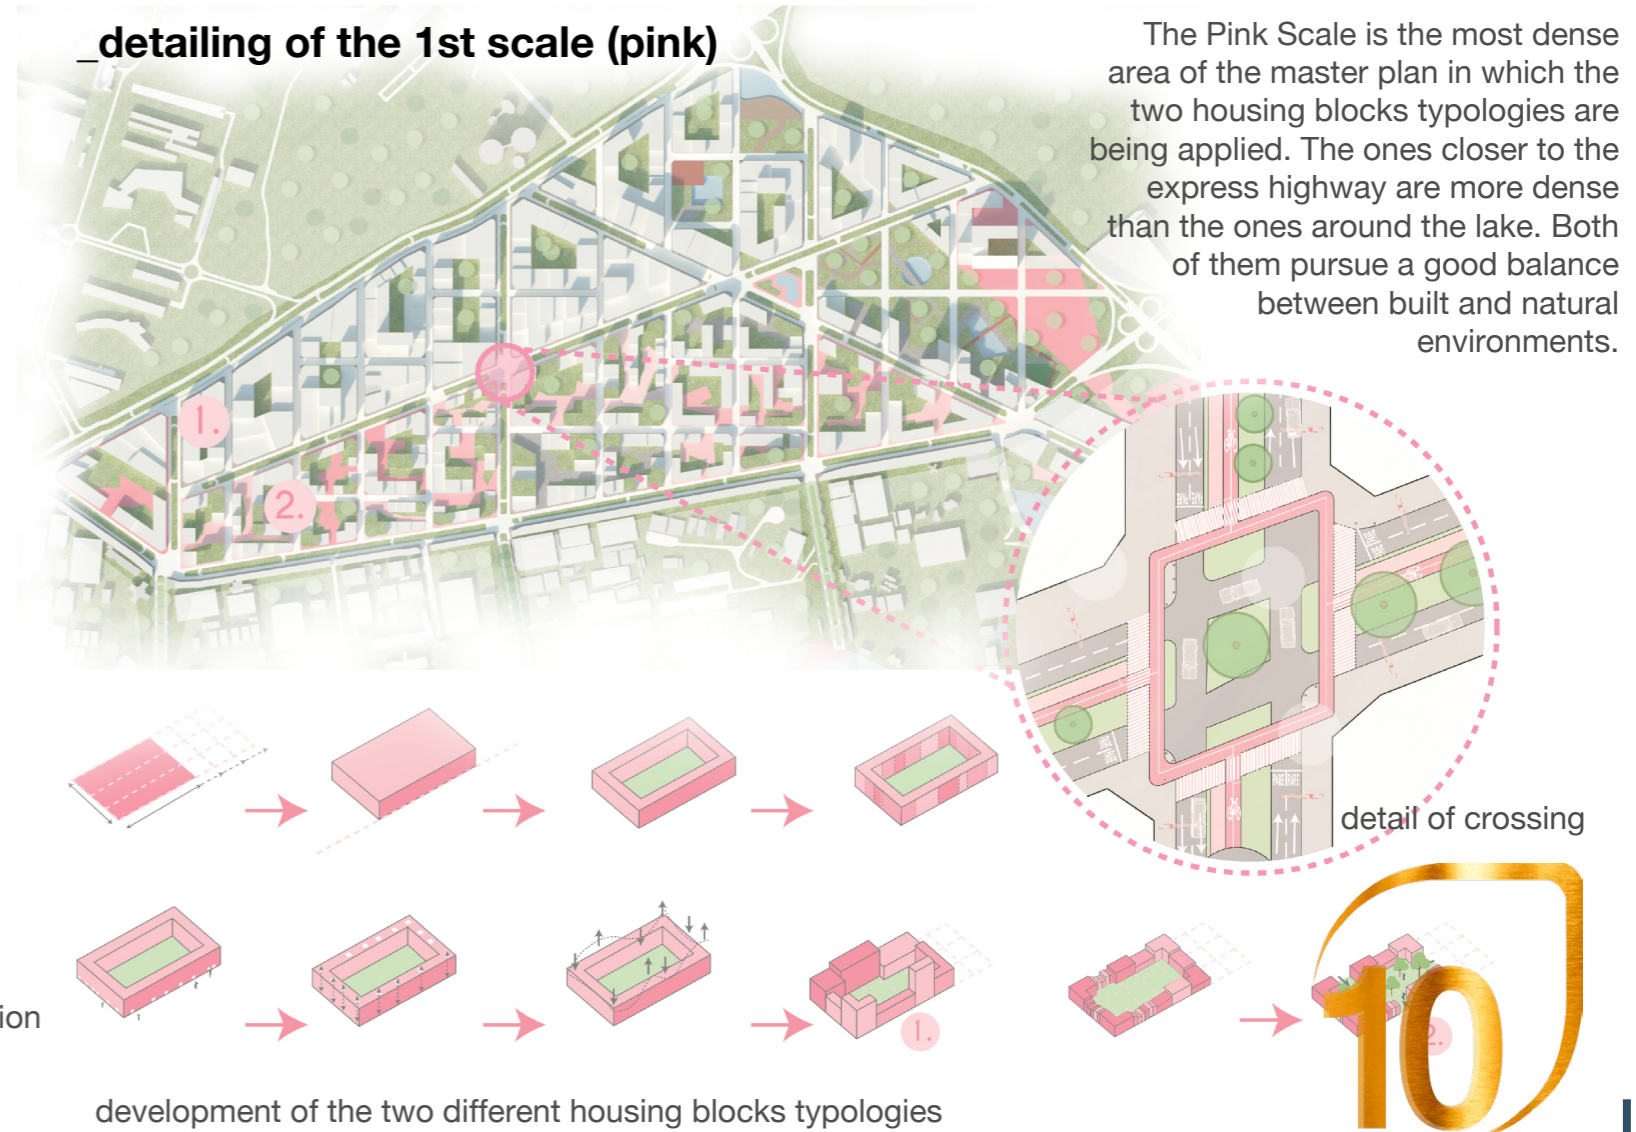 _detailing of the 1st scale (pink)
The Pink Scale is the most dense
area of the master plan in which the
two housing blocks typologies are
being applied. The ones closer to the
express highway are more dense
than the ones around the lake. Both
of them pursue a good balance
between built and natural
environments.
1.
2.
PARE PARE
detail of crossing
ion
1.
2.
10
development of the two different housing blocks typologies